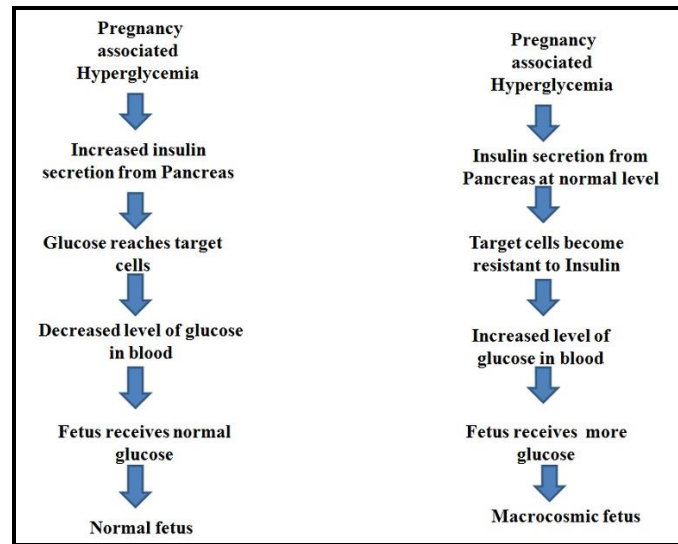 Pregnancy
associated
Hyperglycemia
Increased insulin
secretion from Pancreas
Glucose reaches target
cells
Decreased level of glucose
in blood
Fetus receives normal
glucose
Normal fetus
Pregnancy
associated
Hyperglycemia
Insulin secretion from
Pancreas at normal level
Target cells become
resistant to Insulin
Increased level of
glucose in blood
Fetus receives more
glucose
Macrocosmic fetus